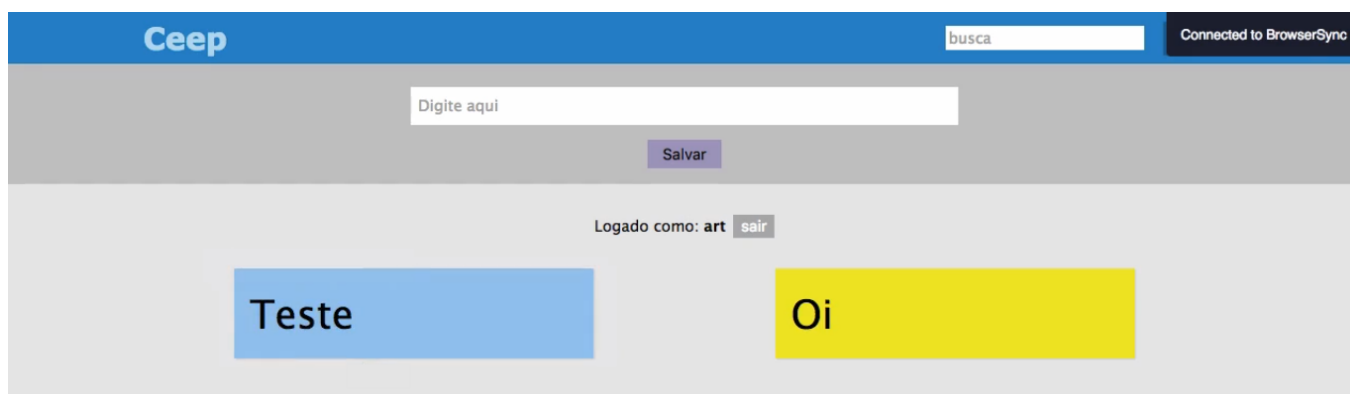 Ceep
busca
Connected to BrowserSync
Digite aqui
Salvar
Logado como: art sair
Teste
Oi